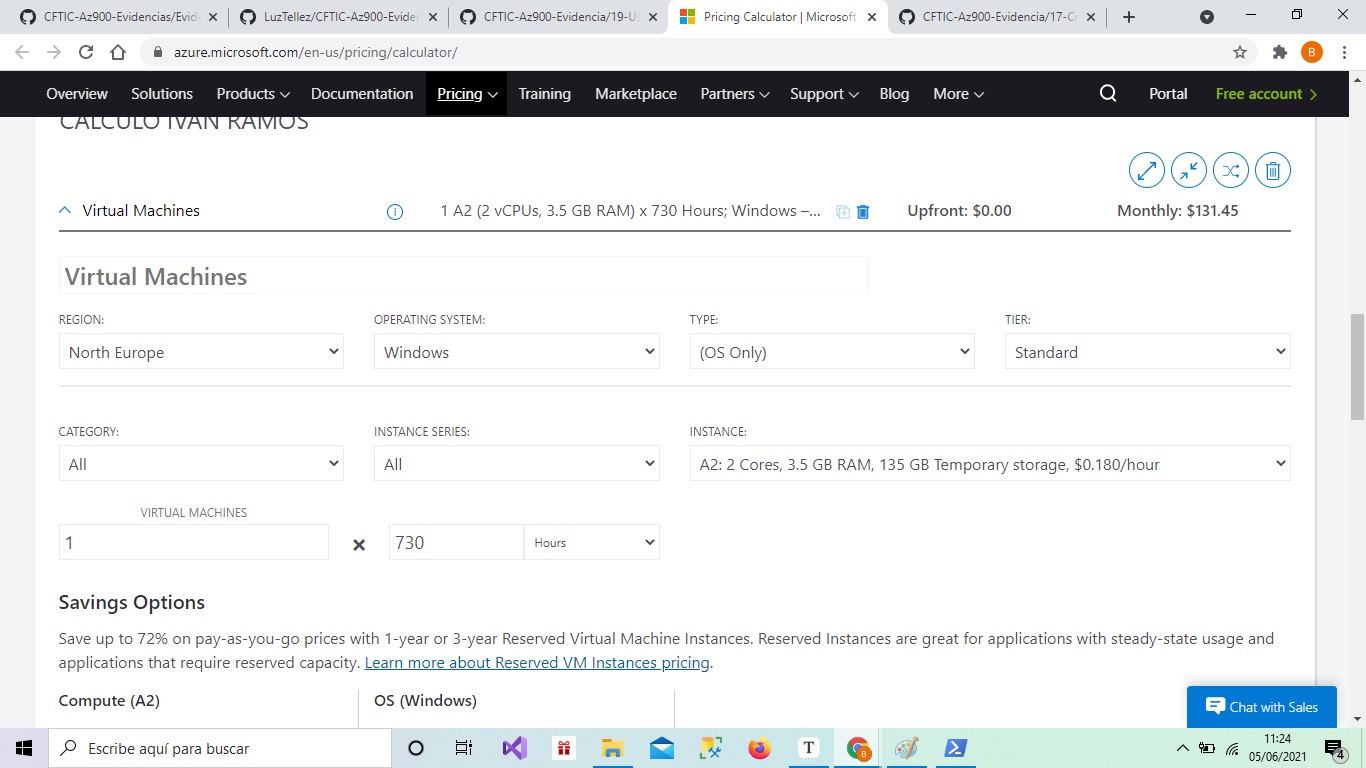 CFTIC-Az900-Evidencias/Evid
LuzTellez/CFTIC-Az900-Eviden
CFTIC-Az900-Evidencia/19-U
Pricing Calculator | Microsoft
CFTIC-Az900-Evidencia/17-C
azure.microsoft.com/en-us/pricing/calculator/
B
Overview Solutions Products Documentation Pricing Training Marketplace Partners Support Blog More Portal Free account
CALCULO IVAN RAMOS
Virtual Machines 1 A2 (2 vCPUs, 3.5 GB RAM) x 730 Hours; Windows –... Upfront: $0.00 Monthly: $131.45
Virtual Machines
REGION: OPERATING SYSTEM: TYPE: TIER:
North Europe Windows (OS Only) Standard
CATEGORY: INSTANCE SERIES: INSTANCE:
All All A2: 2 Cores, 3.5 GB RAM, 135 GB Temporary storage, $0.180/hour
VIRTUAL MACHINES
1 × 730 Hours
Savings Options
Save up to 72% on pay-as-you-go prices with 1-year or 3-year Reserved Virtual Machine Instances. Reserved Instances are great for applications with steady-state usage and
applications that require reserved capacity. Learn more about Reserved VM Instances pricing.
Compute (A2) OS (Windows)
Chat with Sales
Escribe aquí para buscar
T
B
11:24
05/06/2021
4